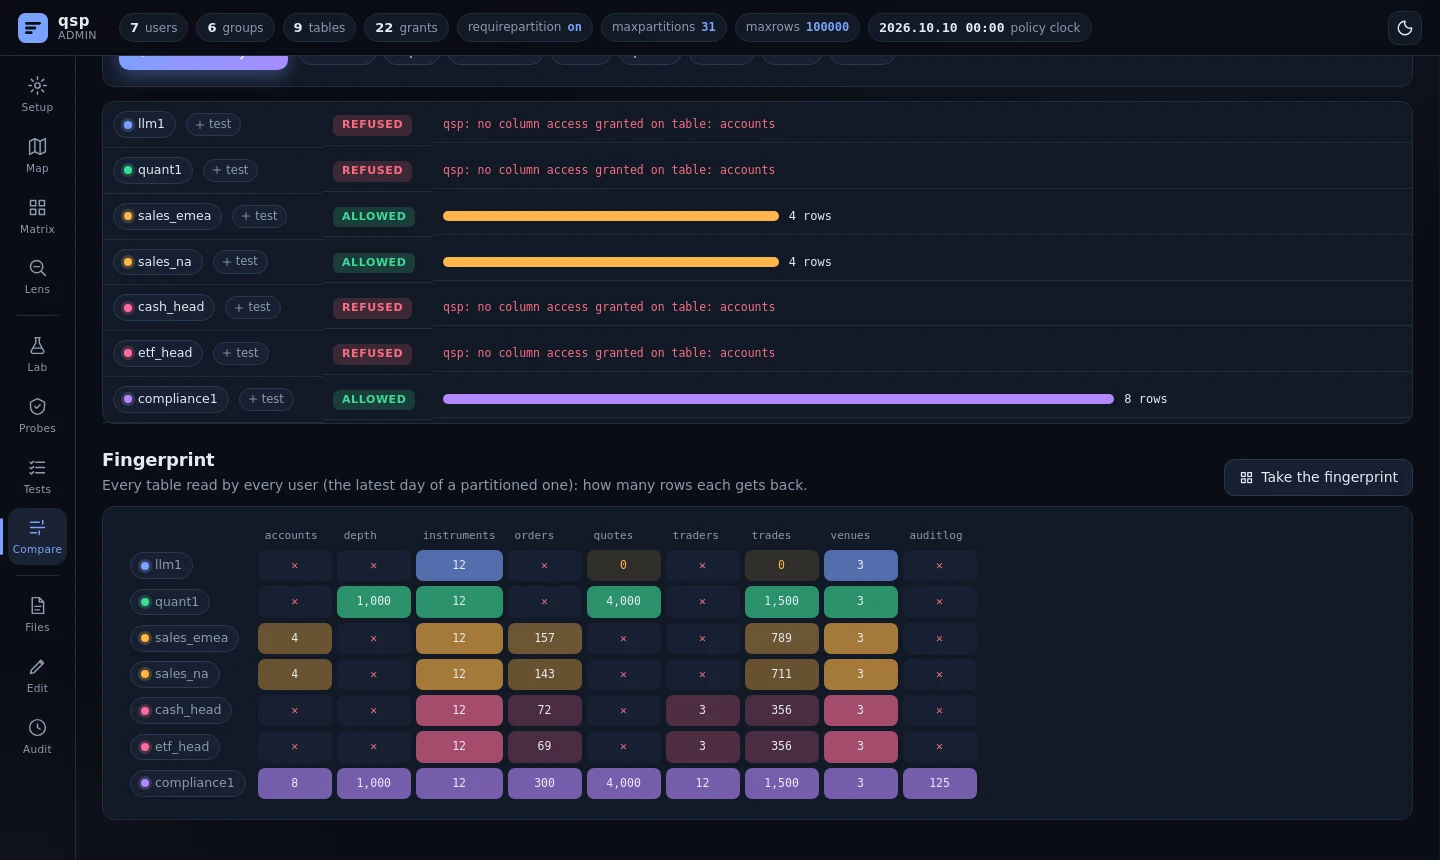 qsp
ADMIN
7 users
6 groups
9 tables
22 grants
requirepartition on
maxpartitions 31
maxrows 100000
2026.10.10 00:00 policy clock
Setup
Map
Matrix
Lens
Lab
Probes
Tests
Compare
Files
Edit
Audit
llm1 + test REFUSED qsp: no column access granted on table: accounts
quant1 + test REFUSED qsp: no column access granted on table: accounts
sales_emea + test ALLOWED 4 rows
sales_na + test ALLOWED 4 rows
cash_head + test REFUSED qsp: no column access granted on table: accounts
etf_head + test REFUSED qsp: no column access granted on table: accounts
compliance1 + test ALLOWED 8 rows
Fingerprint
Every table read by every user (the latest day of a partitioned one): how many rows each gets back.
Take the fingerprint
accounts depth instruments orders quotes traders trades venues auditlog
llm1 × × 12 × 0 × 0 3 ×
quant1 × 1,000 12 × 4,000 × 1,500 3 ×
sales_emea 4 × 12 157 × × 789 3 ×
sales_na 4 × 12 143 × × 711 3 ×
cash_head × × 12 72 × 3 356 3 ×
etf_head × × 12 69 × 3 356 3 ×
compliance1 8 1,000 12 300 4,000 12 1,500 3 125